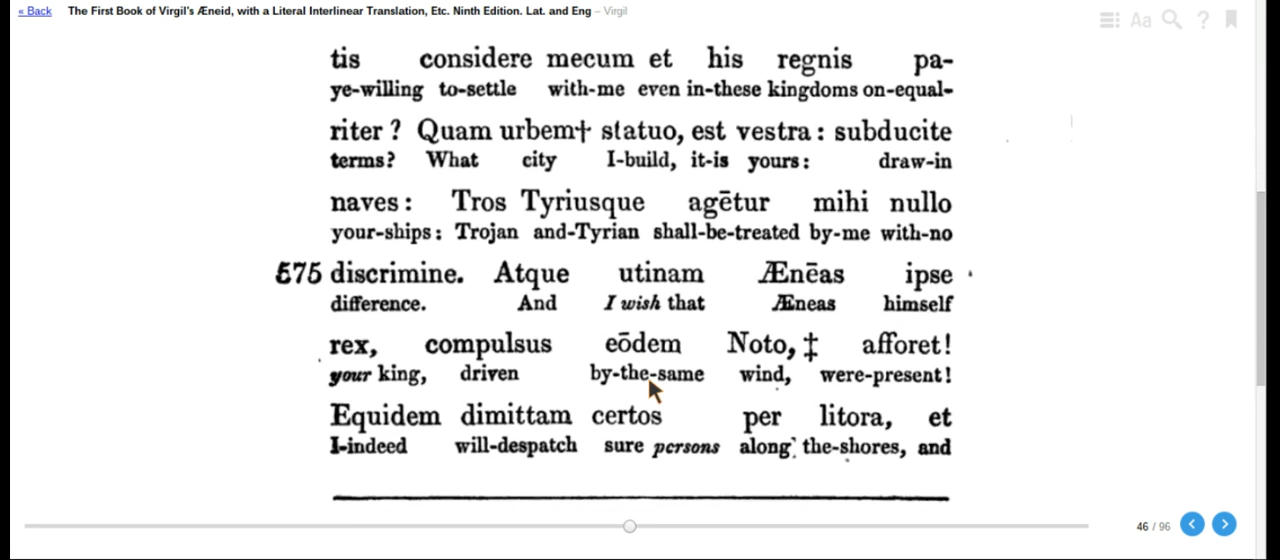 « Back The First Book of Virgil's Æneid, with a Literal Interlinear Translation, Etc. Ninth Edition. Lat. and Eng – Virgil
Aa ?
tis considere mecum et his regnis pa-
ye-willing to-settle with-me even in-these kingdoms on-equal-
riter ? Quam urbem† statuo, est vestra : subducite
terms? What city I-build, it-is yours : draw-in
naves : Tros Tyriusque agētur mihi nullo
your-ships : Trojan and-Tyrian shall-be-treated by-me with-no
575 discrimine. Atque utinam Ænēas ipse
difference. And I wish that Æneas himself
rex, compulsus eōdem Noto, ‡ afforet!
your king, driven by-the-same wind, were-present!
Equidem dimittam certos per litora, et
I-indeed will-despatch sure persons along the-shores, and
46 / 96